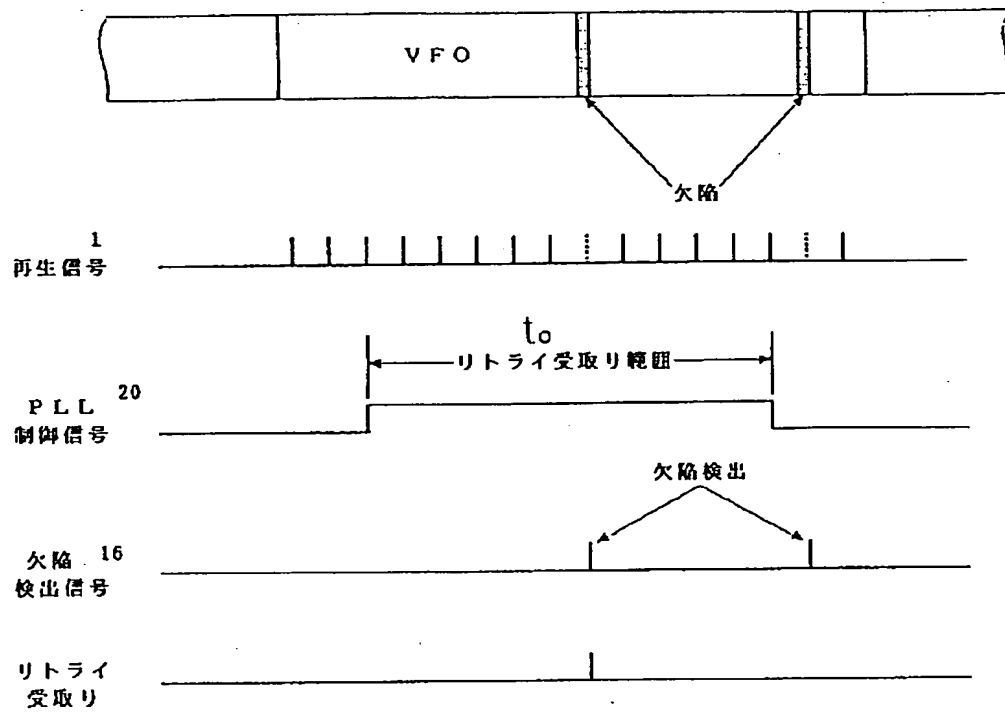 VFO
欠陥
1
再生信号
to
リトライ受取り範囲
PLL 20
制御信号
欠陥検出
欠陥 16
検出信号
リトライ
受取り